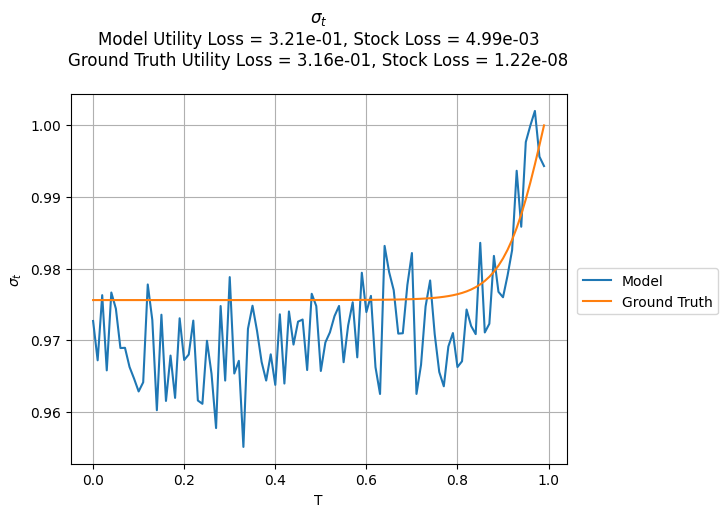 σt
Model Utility Loss = 3.21e-01, Stock Loss = 4.99e-03
Ground Truth Utility Loss = 3.16e-01, Stock Loss = 1.22e-08
1.00
0.99
0.98
0.97
0.96
σt
0.0 0.2 0.4 0.6 0.8 1.0
T
Model
Ground Truth